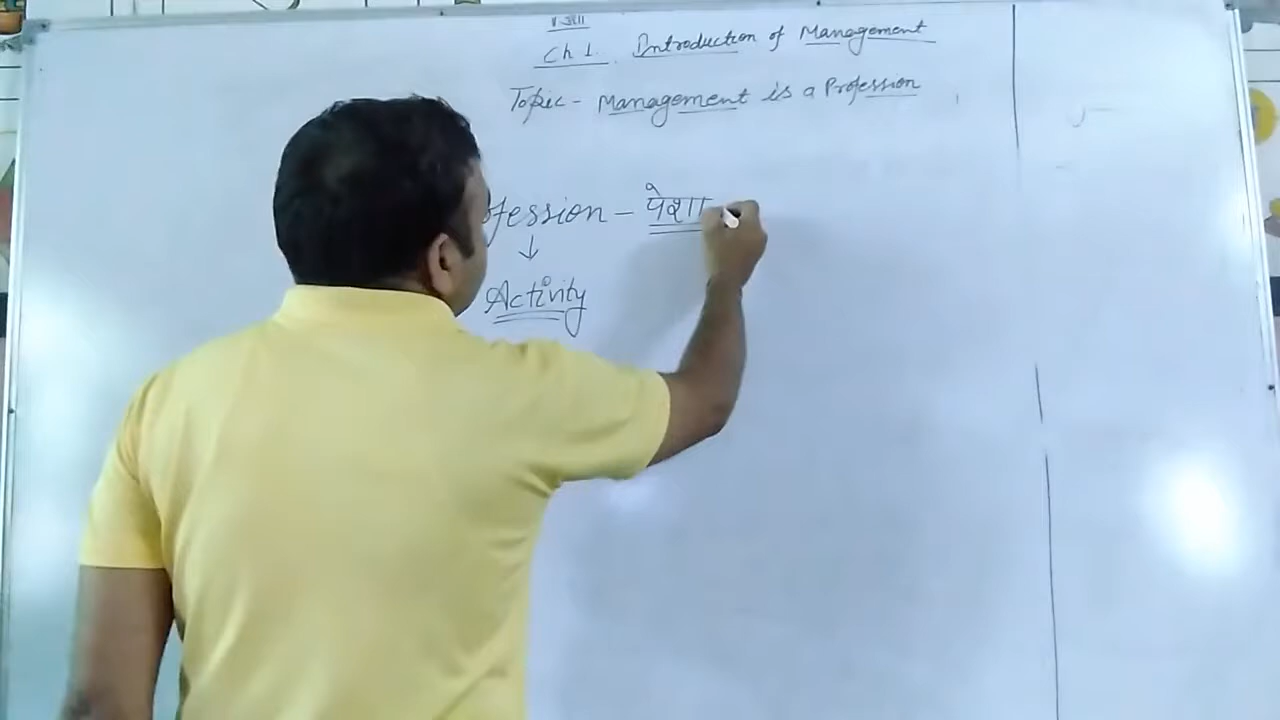 Ch 1. Introduction of Management
Topic - Management is a Profession
fession - पेशा
↓
Activity